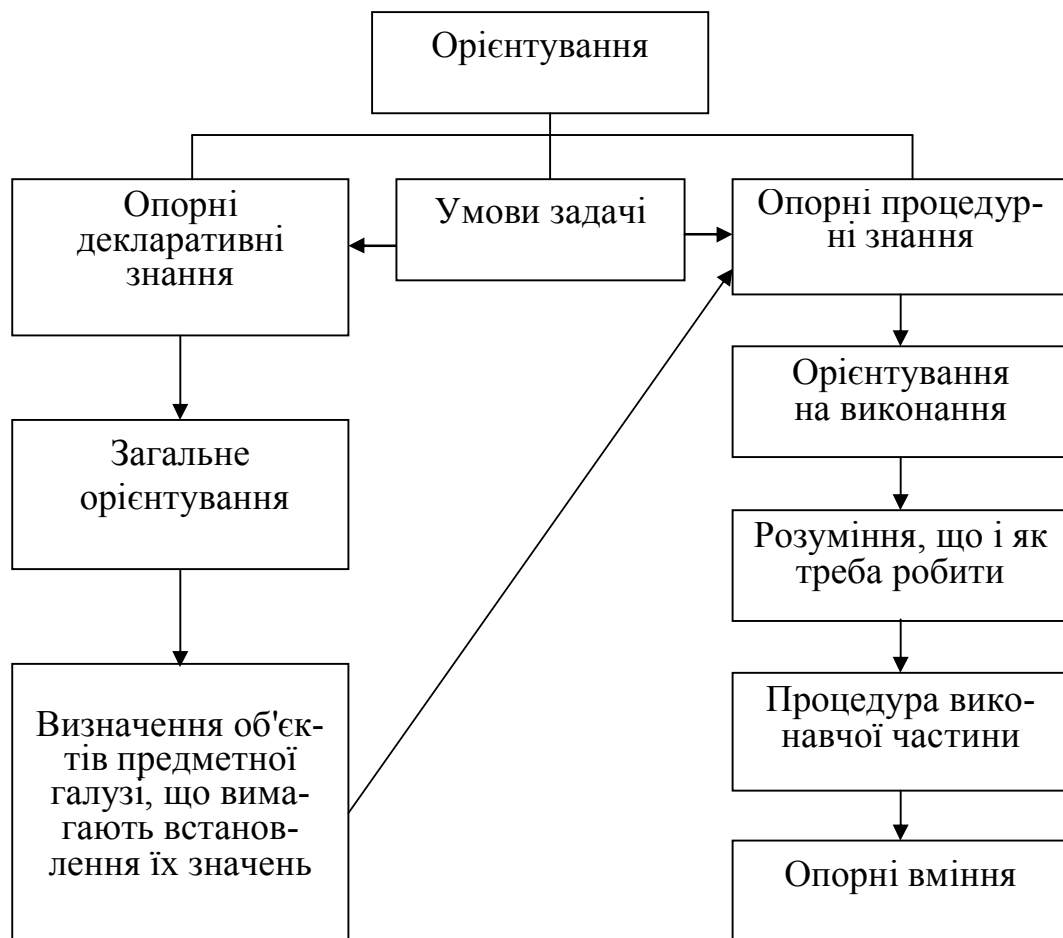 Орієнтування
Опорні
декларативні
знання
Умови задачі
Опорні процедур-
ні знання
Загальне
орієнтування
Визначення об'єк-
тів предметної
галузі, що вима-
гають встанов-
лення їх значень
Орієнтування
на виконання
Розуміння, що і як
треба робити
Процедура вико-
навчої частини
Опорні вміння